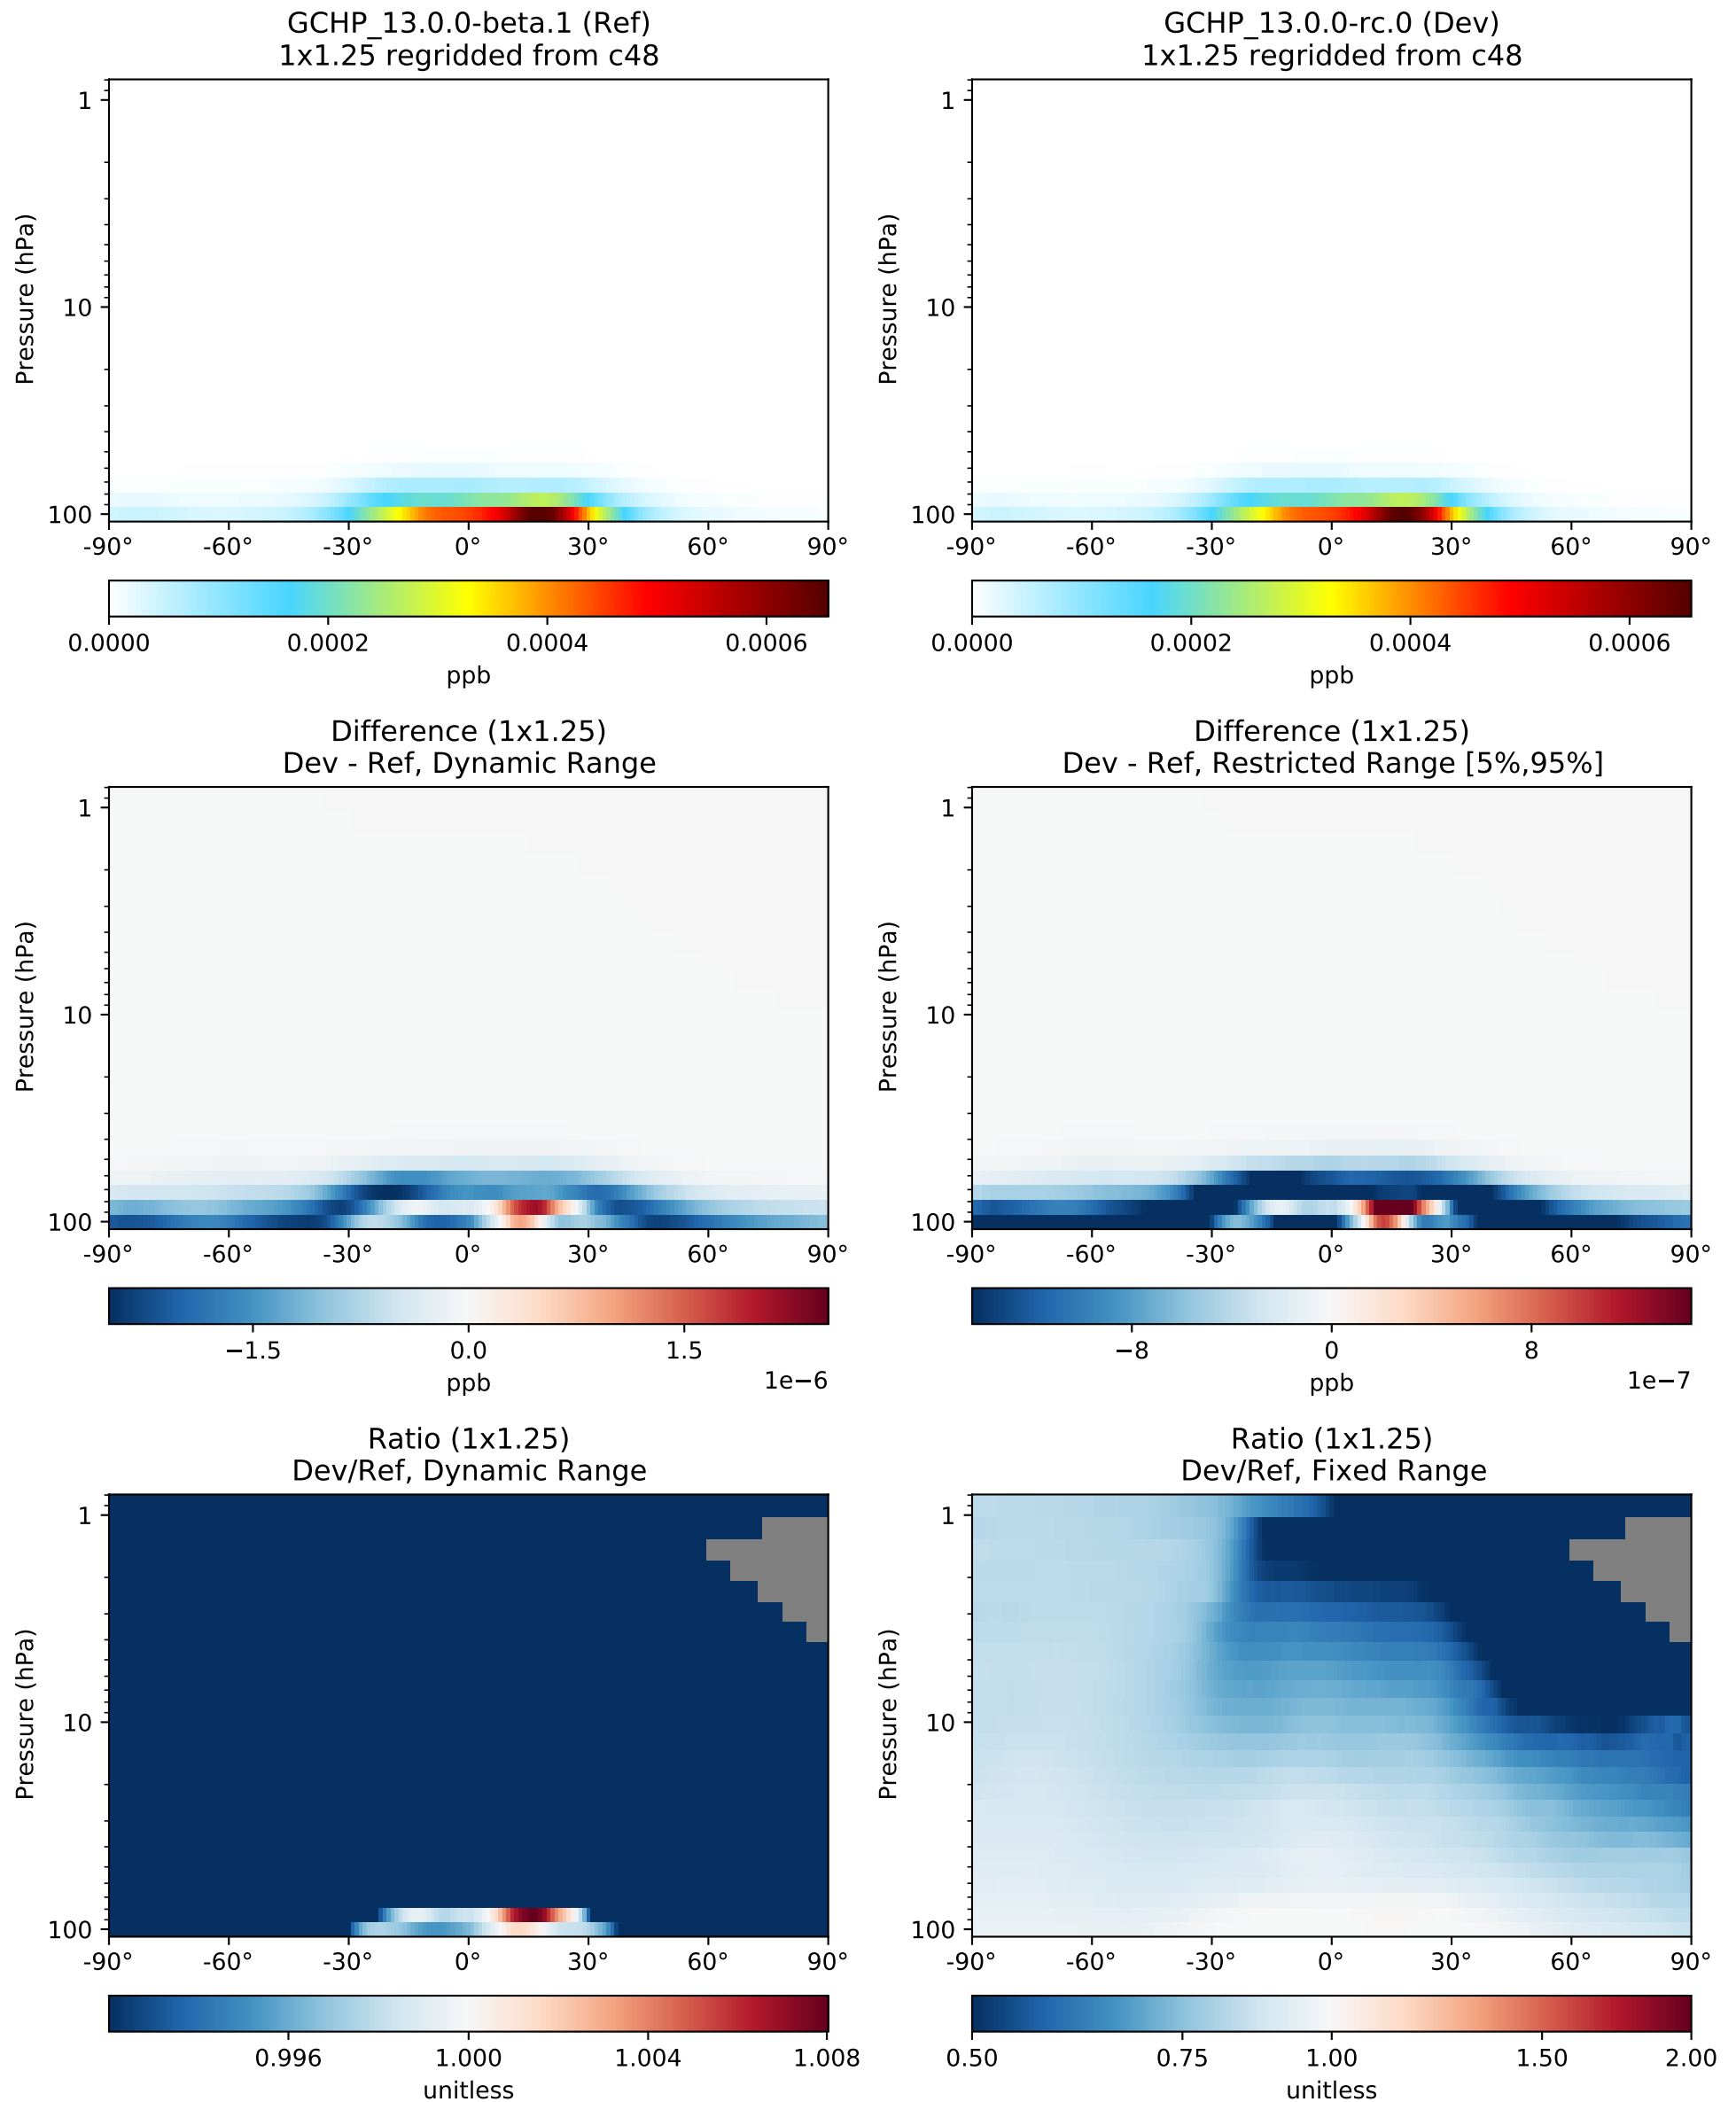 GCHP_13.0.0-beta.1 (Ref)
1x1.25 regridded from c48
Pressure (hPa)
1
10
100
-90° -60° -30° 0° 30° 60° 90°
0.0000 0.0002 0.0004 0.0006
ppb
GCHP_13.0.0-rc.0 (Dev)
1x1.25 regridded from c48
Pressure (hPa)
1
10
100
-90° -60° -30° 0° 30° 60° 90°
0.0000 0.0002 0.0004 0.0006
ppb
Difference (1x1.25)
Dev - Ref, Dynamic Range
Pressure (hPa)
1
10
100
-90° -60° -30° 0° 30° 60° 90°
−1.5 0.0 1.5
ppb
1e−6
Difference (1x1.25)
Dev - Ref, Restricted Range [5%,95%]
Pressure (hPa)
1
10
100
-90° -60° -30° 0° 30° 60° 90°
−8 0 8
ppb
1e−7
Ratio (1x1.25)
Dev/Ref, Dynamic Range
Pressure (hPa)
1
10
100
-90° -60° -30° 0° 30° 60° 90°
0.996 1.000 1.004 1.008
unitless
Ratio (1x1.25)
Dev/Ref, Fixed Range
Pressure (hPa)
1
10
100
-90° -60° -30° 0° 30° 60° 90°
0.50 0.75 1.00 1.50 2.00
unitless